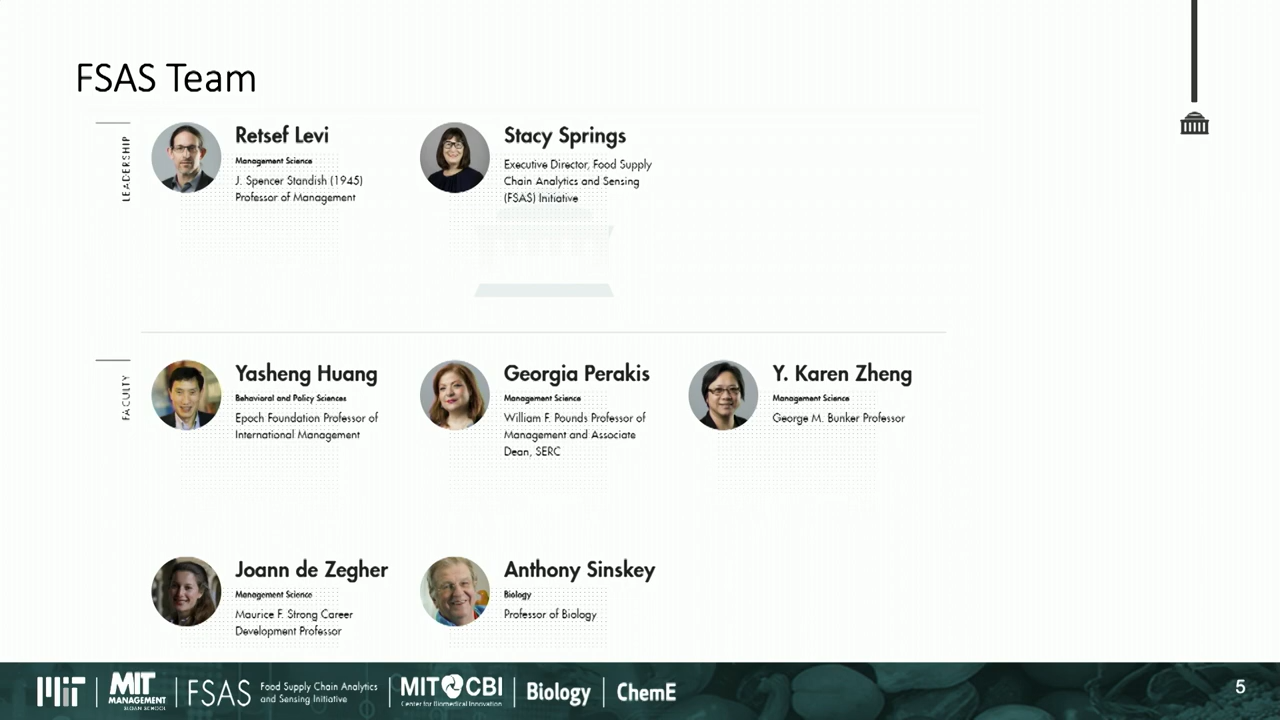 FSAS Team
LEADERSHIP
Retsef Levi
Management Science
J. Spencer Standish (1945)
Professor of Management
Stacy Springs
Executive Director, Food Supply
Chain Analytics and Sensing
(FSAS) Initiative
FACULTY
Yasheng Huang
Behavioral and Policy Sciences
Epoch Foundation Professor of
International Management
Georgia Perakis
Management Science
William F. Pounds Professor of
Management and Associate
Dean, SERC
Y. Karen Zheng
Management Science
George M. Bunker Professor
Joann de Zegher
Management Science
Maurice F. Strong Career
Development Professor
Anthony Sinskey
Biology
Professor of Biology
MIT
MIT
MANAGEMENT
SLOAN SCHOOL
FSAS
Food Supply Chain Analytics
and Sensing Initiative
MIT CBI
Center for Biomedical Innovation
Biology
ChemE
5